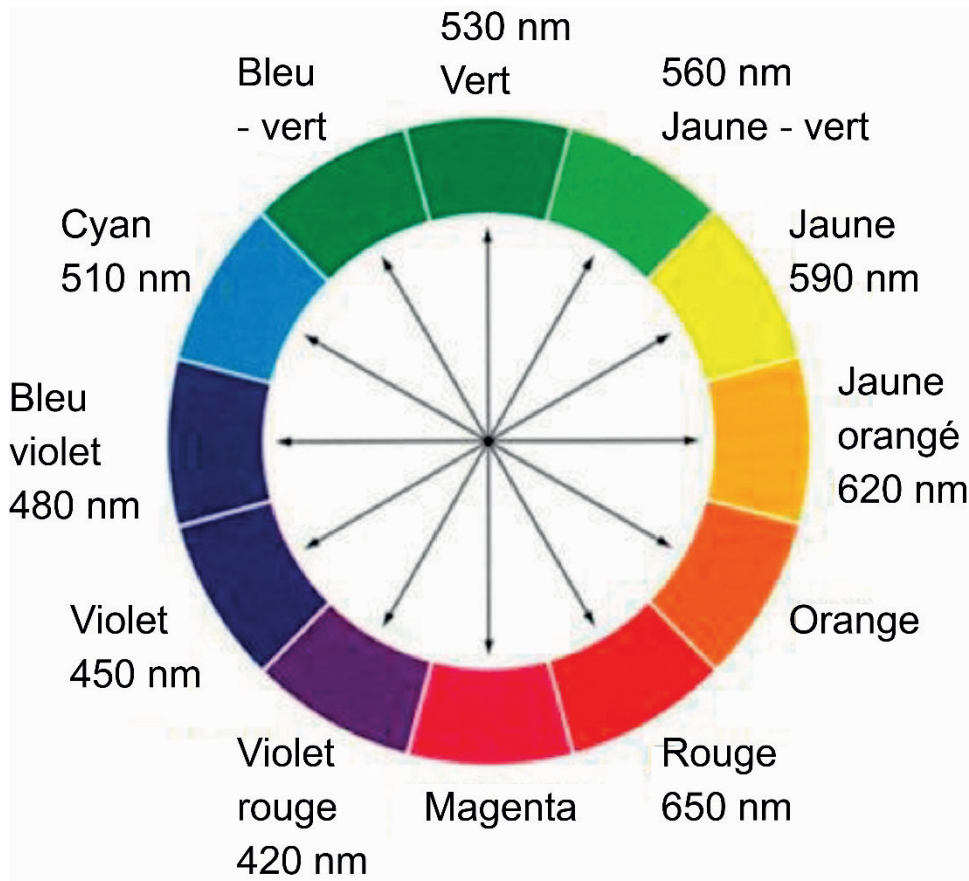 530 nm
Vert
560 nm
Jaune - vert
Jaune
590 nm
Jaune
orangé
620 nm
Orange
Rouge
650 nm
Magenta
Violet
rouge
420 nm
Violet
450 nm
Bleu
violet
480 nm
Cyan
510 nm
Bleu
- vert